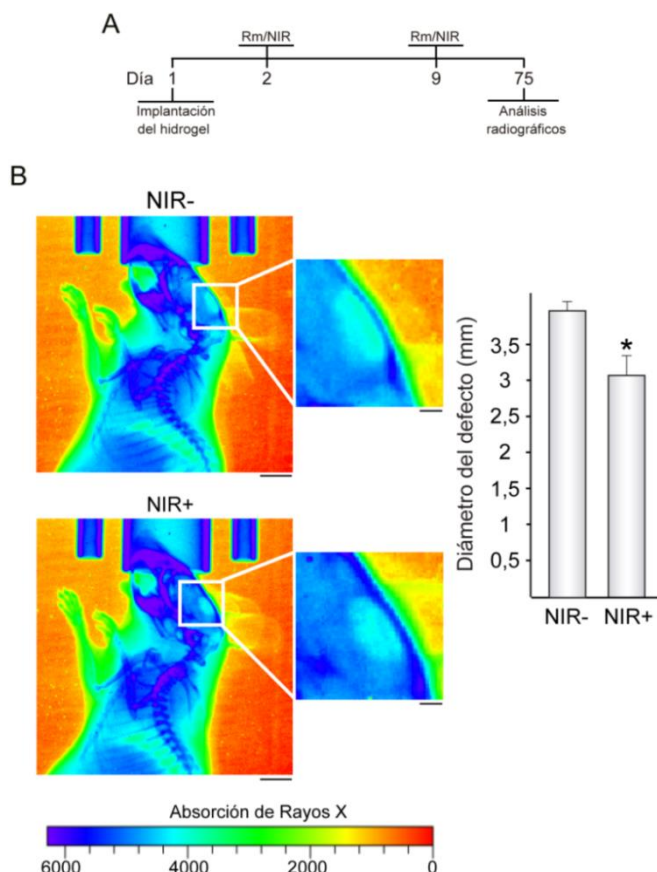 A
Rm/NIR Rm/NIR
Día 1 2 9 75
Implantación Análisis
del hidrogel radiográficos
B
NIR-
NIR+
Diámetro del defecto (mm)
3,5
3
2,5
2
1,5
1
0,5
*
NIR- NIR+
Absorción de Rayos X
6000 4000 2000 0